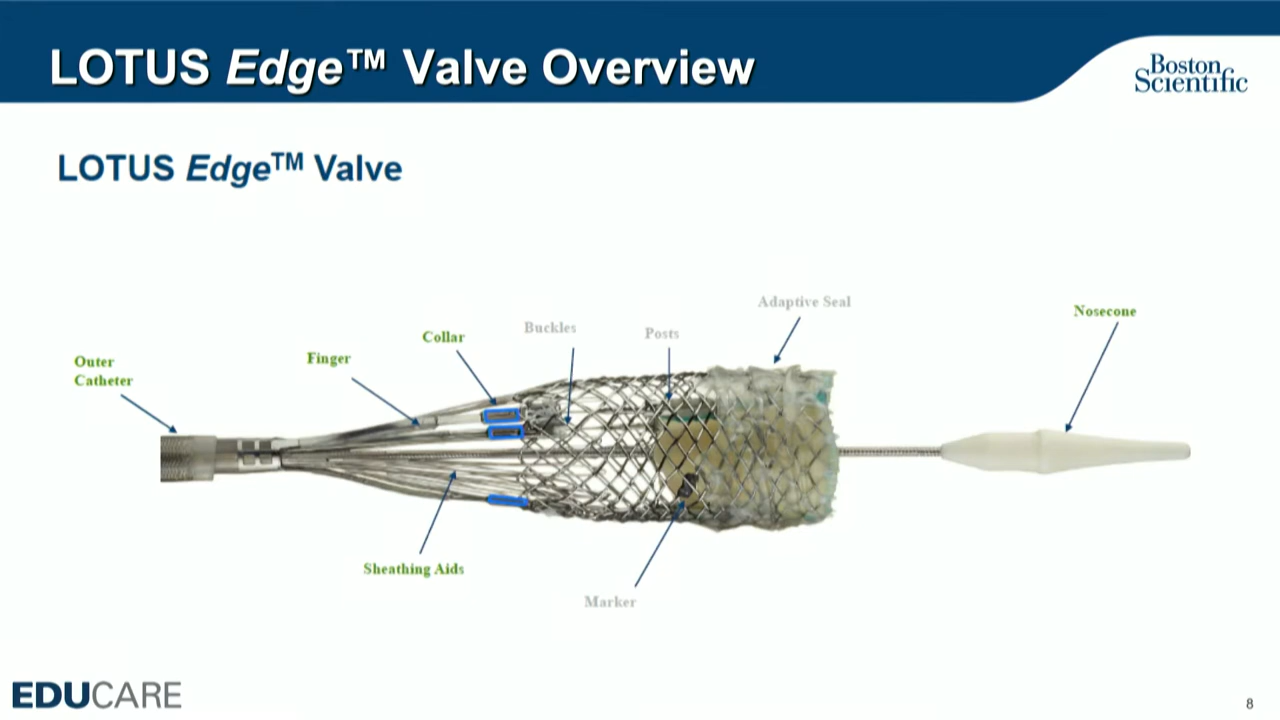 LOTUS Edge™ Valve Overview
Boston
Scientific
LOTUS Edge™ Valve
Adaptive Seal
Nosecone
Buckles
Posts
Collar
Finger
Outer
Catheter
Sheathing Aids
Marker
EDUCARE
8